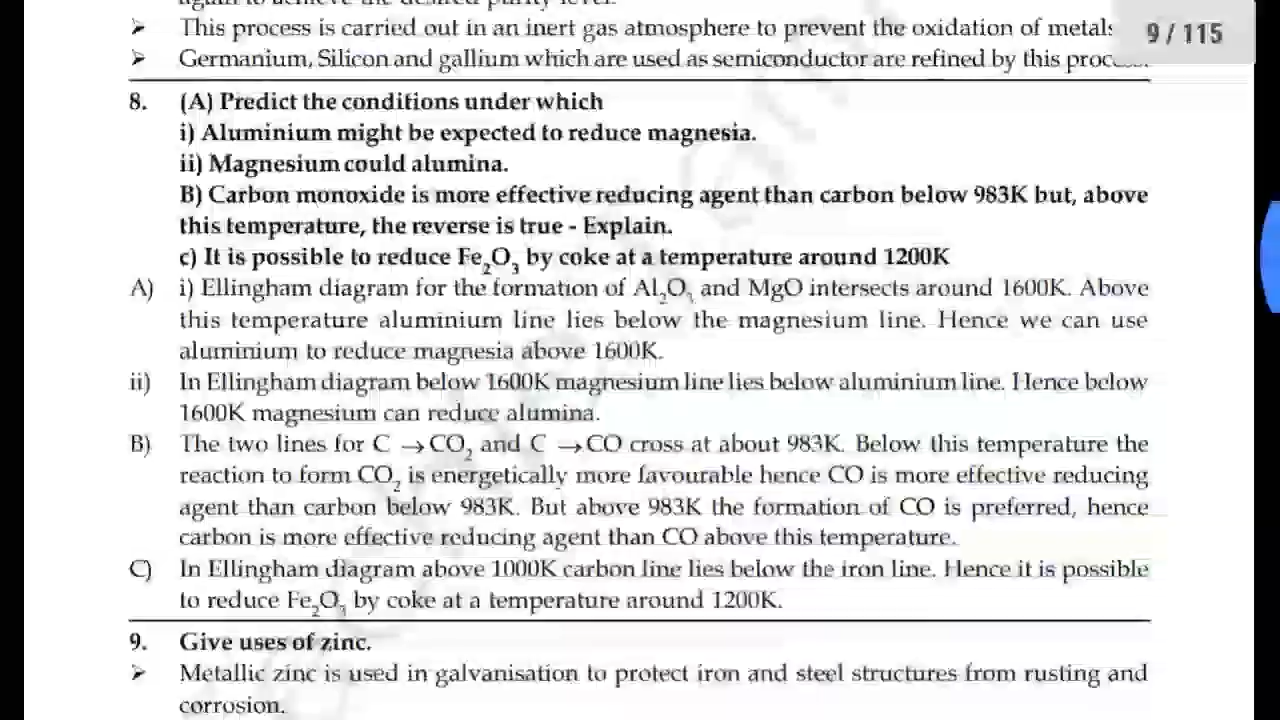 again to achieve the desired purity level.
➤ This process is carried out in an inert gas atmosphere to prevent the oxidation of metals
9 / 115
➤ Germanium, Silicon and gallium which are used as semiconductor are refined by this process.
8. (A) Predict the conditions under which
i) Aluminium might be expected to reduce magnesia.
ii) Magnesium could alumina.
B) Carbon monoxide is more effective reducing agent than carbon below 983K but, above
this temperature, the reverse is true - Explain.
c) It is possible to reduce Fe₂O₃ by coke at a temperature around 1200K
A) i) Ellingham diagram for the formation of Al₂O₃ and MgO intersects around 1600K. Above
this temperature aluminium line lies below the magnesium line. Hence we can use
aluminium to reduce magnesia above 1600K.
ii) In Ellingham diagram below 1600K magnesium line lies below aluminium line. Hence below
1600K magnesium can reduce alumina.
B) The two lines for C →CO₂ and C →CO cross at about 983K. Below this temperature the
reaction to form CO₂ is energetically more favourable hence CO is more effective reducing
agent than carbon below 983K. But above 983K the formation of CO is preferred, hence
carbon is more effective reducing agent than CO above this temperature.
C) In Ellingham diagram above 1000K carbon line lies below the iron line. Hence it is possible
to reduce Fe₂O₃ by coke at a temperature around 1200K.
9. Give uses of zinc.
➤ Metallic zinc is used in galvanisation to protect iron and steel structures from rusting and
corrosion.